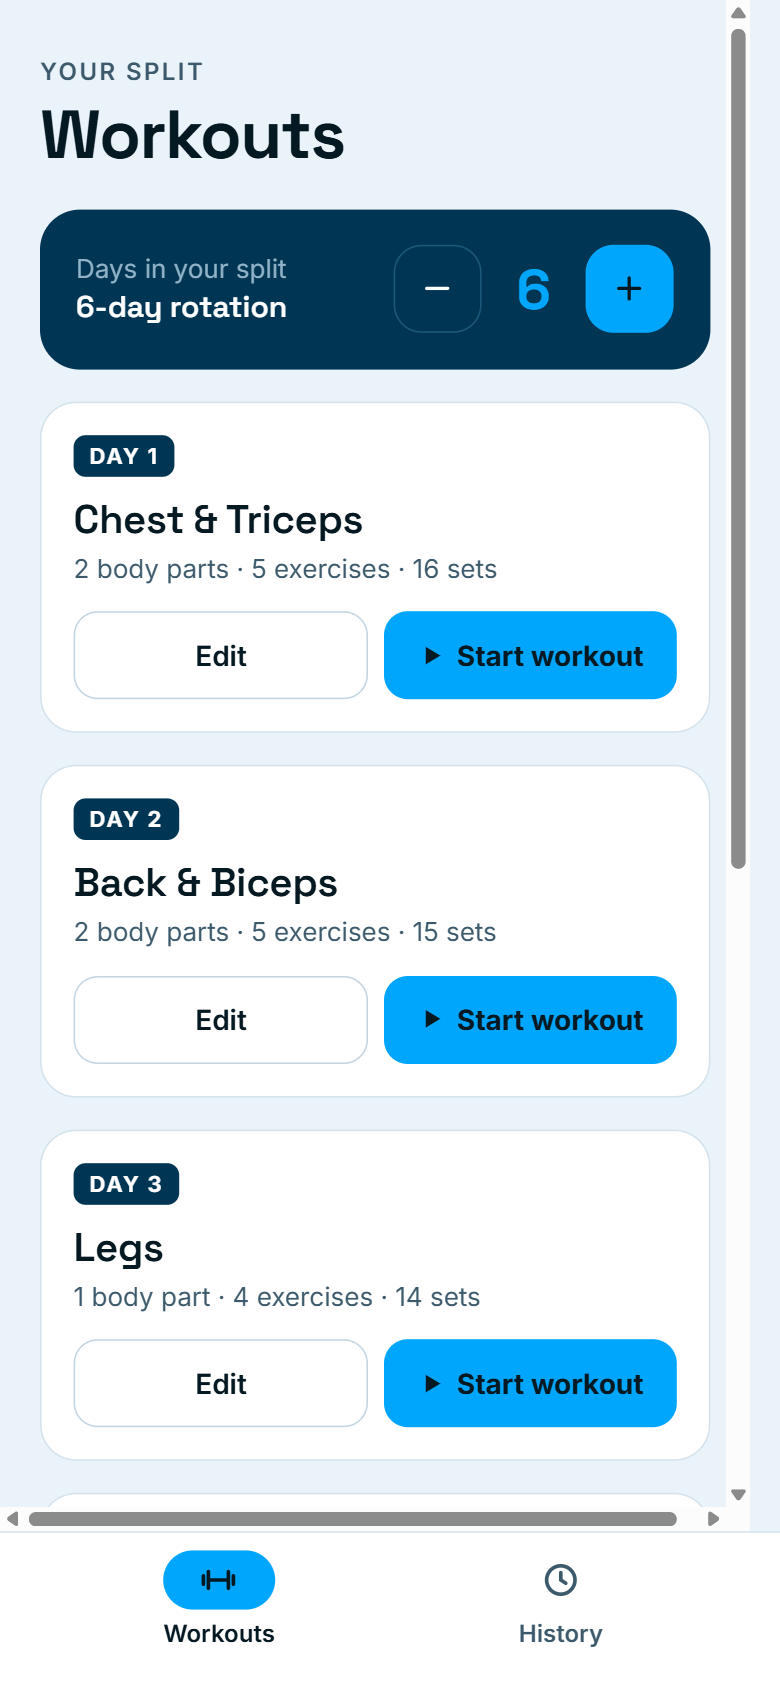 YOUR SPLIT
Workouts
Days in your split
6-day rotation
− 6 +
DAY 1
Chest & Triceps
2 body parts · 5 exercises · 16 sets
Edit
Start workout
DAY 2
Back & Biceps
2 body parts · 5 exercises · 15 sets
Edit
Start workout
DAY 3
Legs
1 body part · 4 exercises · 14 sets
Edit
Start workout
Workouts
History